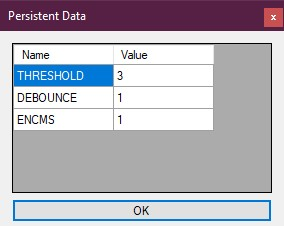 Persistent Data
Name Value
THRESHOLD 3
DEBOUNCE 1
ENCMS 1
OK